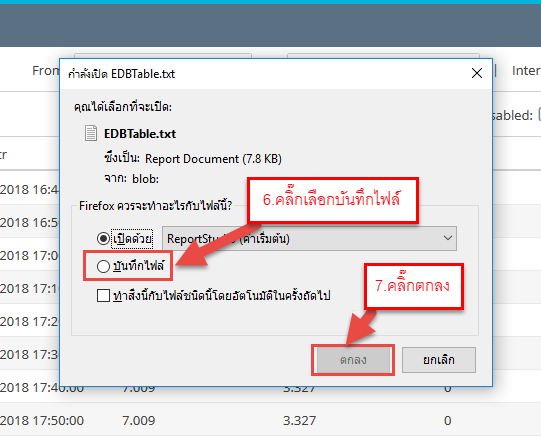 From
Inter
กำลังเปิด EDBTable.txt
คุณได้เลือกที่จะเปิด:
EDBTable.txt
ซึ่งเป็น: Report Document (7.8 KB)
จาก: blob:
sabled:
tr
2018 16:4
6.คลิ๊กเลือกบันทึกไฟล์
Firefox ควรจะทำอะไรกับไฟล์นี้?
2018 16:50
เปิดด้วย ReportStudio (ค่าเริ่มต้น)
2018 17:00
บันทึกไฟล์
2018 17:10
ทำสิ่งนี้กับไฟล์ชนิดนี้โดยอัตโนมัติในครั้งถัดไป
7.คลิ๊กตกลง
2018 17:20
2018 17:30
ตกลง ยกเลิก
2018 17:40:00 7.009 3.327 0
2018 17:50:00 7.009 3.327 0